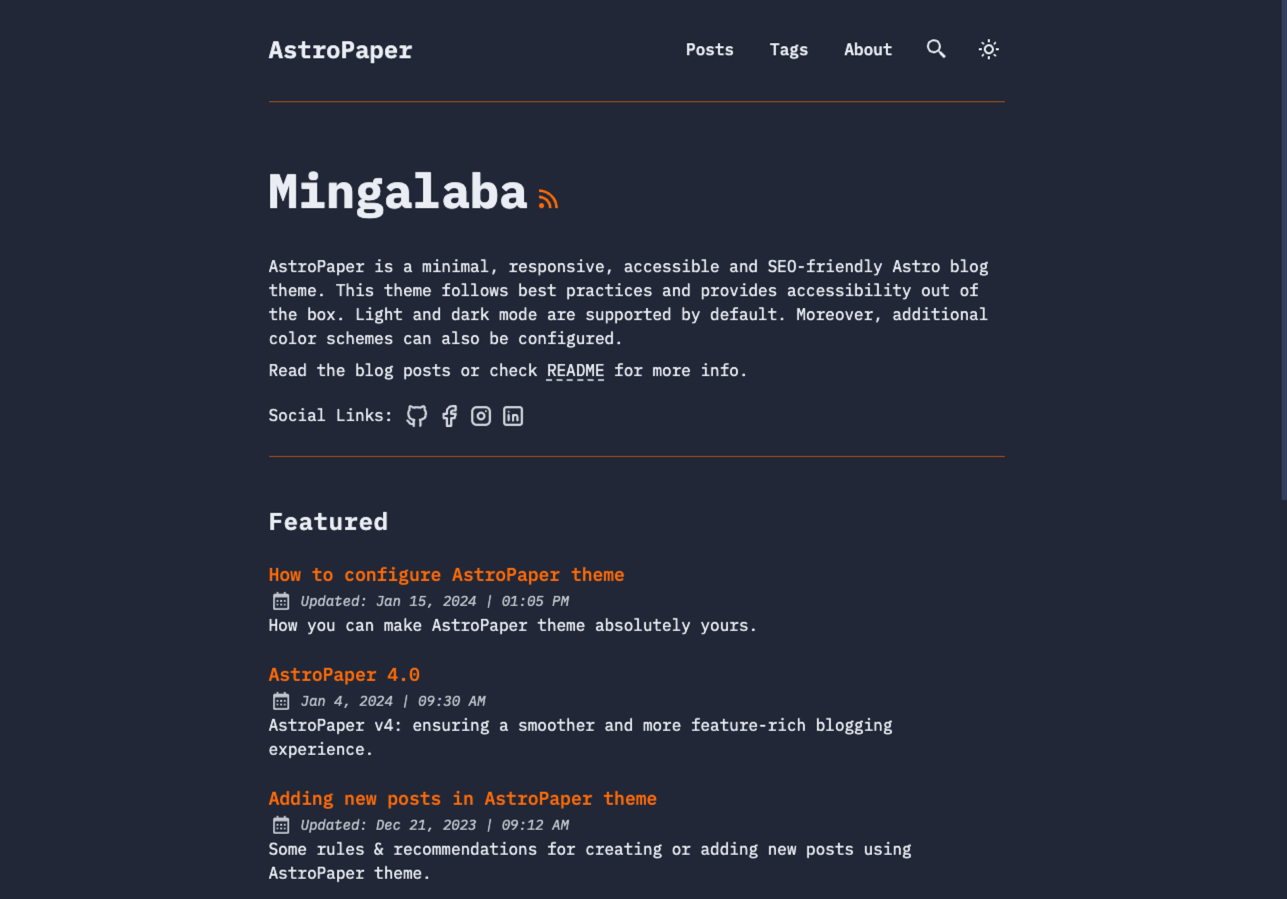 AstroPaper
Posts Tags About
Mingalaba
AstroPaper is a minimal, responsive, accessible and SEO-friendly Astro blog
theme. This theme follows best practices and provides accessibility out of
the box. Light and dark mode are supported by default. Moreover, additional
color schemes can also be configured.
Read the blog posts or check README for more info.
Social Links:
Featured
How to configure AstroPaper theme
Updated: Jan 15, 2024 | 01:05 PM
How you can make AstroPaper theme absolutely yours.
AstroPaper 4.0
Jan 4, 2024 | 09:30 AM
AstroPaper v4: ensuring a smoother and more feature-rich blogging
experience.
Adding new posts in AstroPaper theme
Updated: Dec 21, 2023 | 09:12 AM
Some rules & recommendations for creating or adding new posts using
AstroPaper theme.